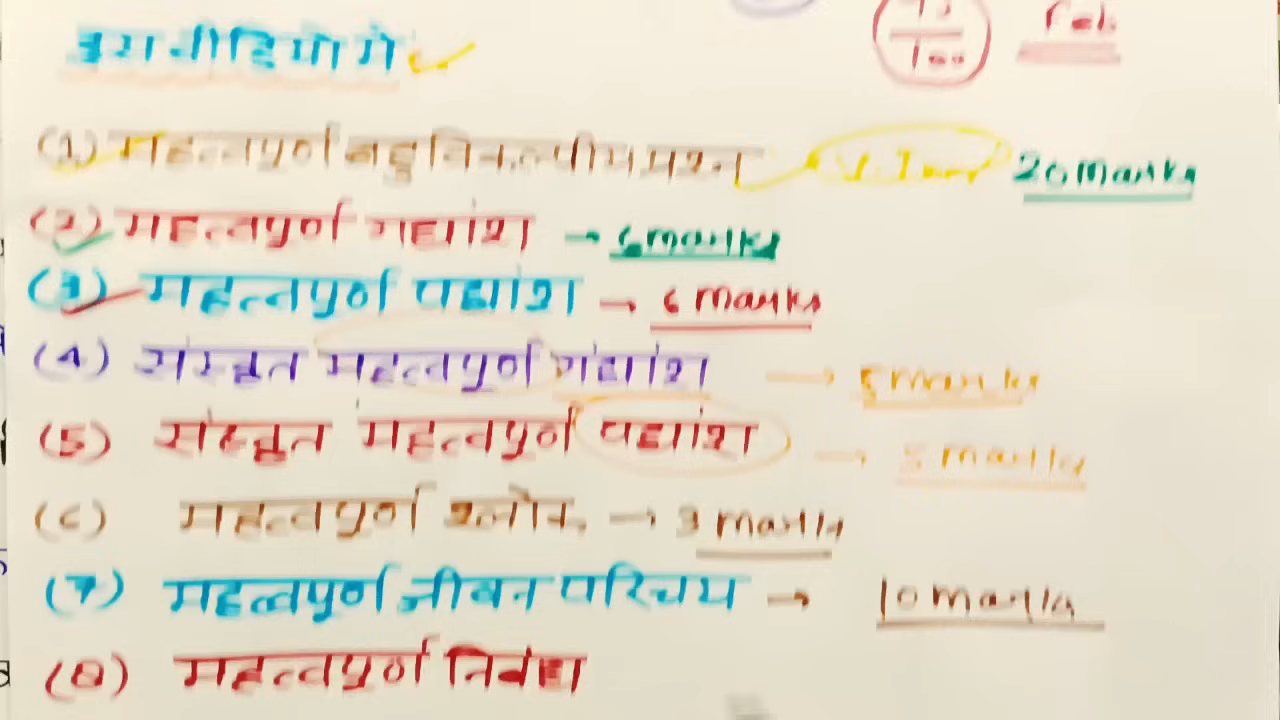 इस वीडियो में
Feb
100
(1) महत्वपूर्ण बहुविकल्पीय प्रश्न 20 Marks
(2) महत्वपूर्ण गद्यांश → 6 marks
(3) महत्वपूर्ण पद्यांश → 6 marks
(4) संस्कृत महत्वपूर्ण गंद्यांश → 5 marks
(5) संस्कृत महत्वपूर्ण पद्यांश → 5 marks
(6) महत्वपूर्ण श्लोक → 3 marks
(7) महत्वपूर्ण जीवन परिचय → 10 marks
(8) महत्वपूर्ण निबंध